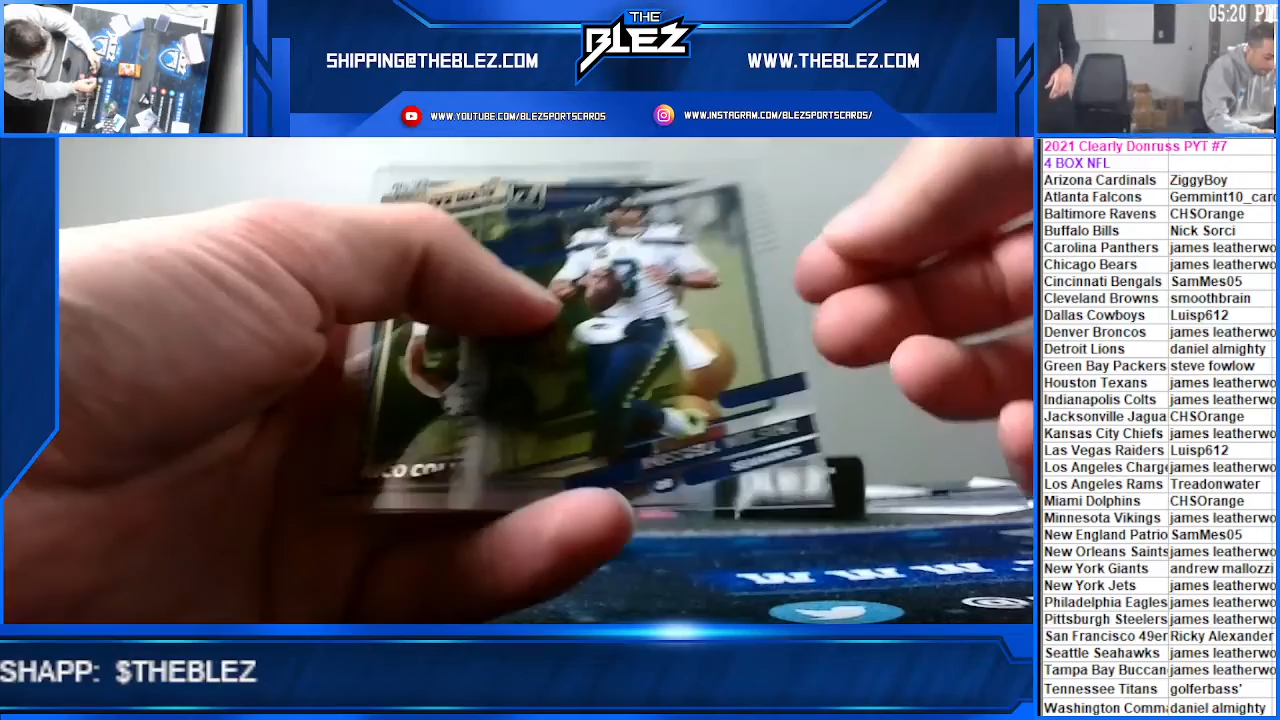 05:20 PM
THE
BLEZ
SHIPPING@THEBLEZ.COM
WWW.THEBLEZ.COM
WWW.YOUTUBE.COM/BLEZSPORTSCARDS
WWW.INSTAGRAM.COM/BLEZSPORTSCARDS/
2021 Clearly Donruss PYT #7
4 BOX NFL
Arizona Cardinals ZiggyBoy
Atlanta Falcons Gemmint10_card
Baltimore Ravens CHSOrange
Buffalo Bills Nick Sorci
Carolina Panthers james leatherwo
Chicago Bears james leatherwo
Cincinnati Bengals SamMes05
Cleveland Browns smoothbrain
Dallas Cowboys Luisp612
Denver Broncos james leatherwo
Detroit Lions daniel almighty
Green Bay Packers steve fowlow
Houston Texans james leatherwo
Indianapolis Colts james leatherwo
Jacksonville Jagua CHSOrange
Kansas City Chiefs james leatherwo
Las Vegas Raiders Luisp612
Los Angeles Charge james leatherwo
Los Angeles Rams Treadonwater
Miami Dolphins CHSOrange
Minnesota Vikings james leatherwo
New England Patrio SamMes05
New Orleans Saints james leatherwo
New York Giants andrew mallozzi
New York Jets james leatherwo
Philadelphia Eagles james leatherwo
Pittsburgh Steelers james leatherwo
San Francisco 49er Ricky Alexander
Seattle Seahawks james leatherwo
Tampa Bay Buccan james leatherwo
Tennessee Titans golferbass'
Washington Comma daniel almighty
SHAPP: $THEBLEZ